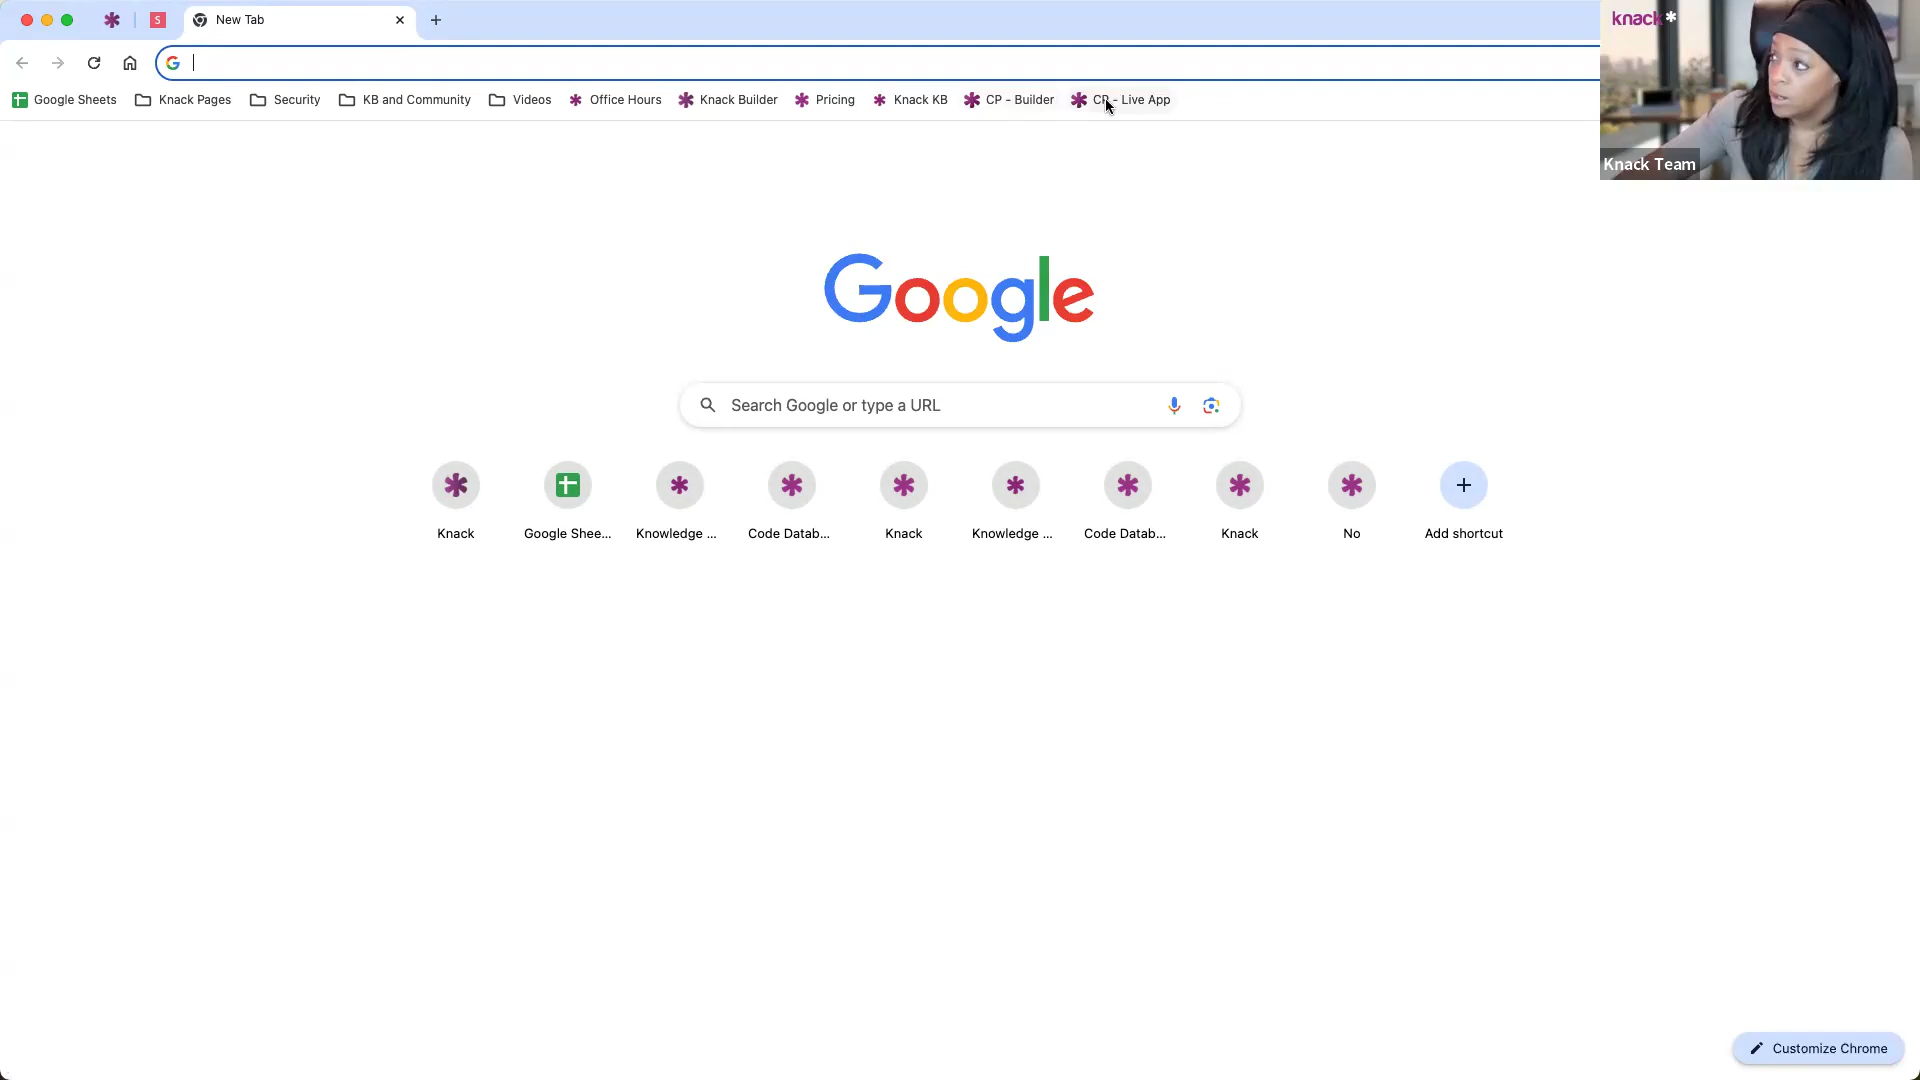 S
New Tab
knack*
Google Sheets
Knack Pages
Security
KB and Community
Videos
Office Hours
Knack Builder
Pricing
Knack KB
CP - Builder
CP - Live App
Knack Team
Google
Search Google or type a URL
Knack
Google Shee...
Knowledge ...
Code Datab...
Knack
Knowledge ...
Code Datab...
Knack
No
Add shortcut
Customize Chrome